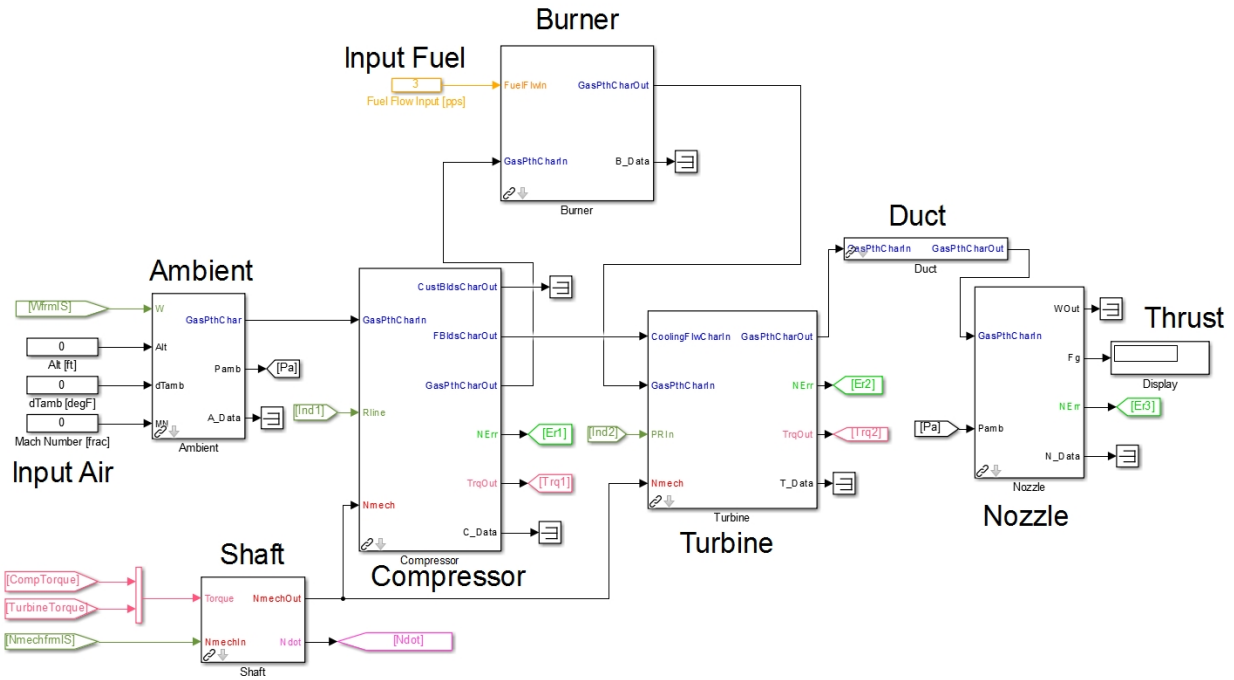 Burner
Input Fuel
3
Fuel Flow Input [pps]
FuelFlwIn
GasPthCharOut
GasPthCharIn
B_Data
Burner
Duct
GasPthCharIn
GasPthCharOut
Duct
Ambient
[WfrmIS]
W
GasPthChar
0
Alt
Alt [ft]
Pamb
[Pa]
0
dTamb
dTamb [degF]
A_Data
0
MN
Mach Number [frac]
Ambient
Input Air
CustBldsCharOut
GasPthCharIn
FBldsCharOut
GasPthCharOut
[Ind1]
Rline
NErr
[Er1]
TrqOut
[Trq1]
Nmech
C_Data
Compressor
Compressor
CoolingFlwCharIn
GasPthCharOut
GasPthCharIn
NErr
[Er2]
[Ind2]
PRIn
TrqOut
[Trq2]
Nmech
T_Data
Turbine
Turbine
WOut
Thrust
GasPthCharIn
Fg
Display
NErr
[Er3]
[Pa]
Pamb
N_Data
Nozzle
Nozzle
Shaft
[CompTorque]
[TurbineTorque]
Torque
NmechOut
[NmechfrmIS]
NmechIn
Ndot
[Ndot]
Shaft